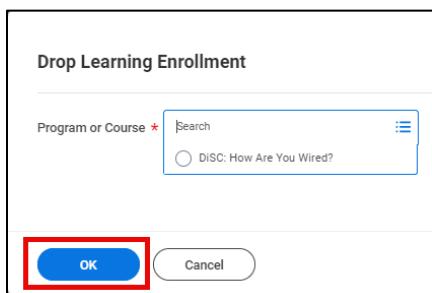 Drop Learning Enrollment
Program or Course * Search
DiSC: How Are You Wired?
OK Cancel